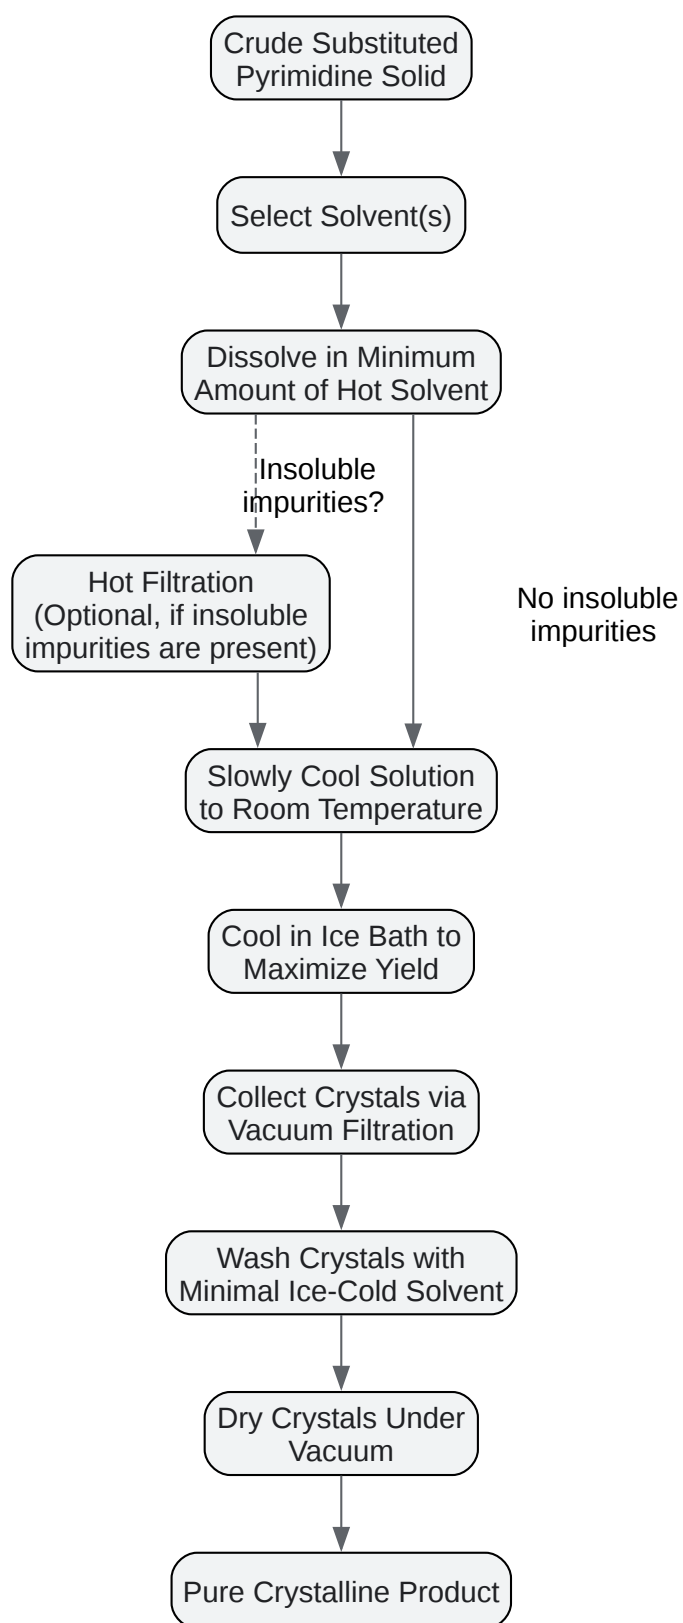 Crude Substituted
Pyrimidine Solid
Select Solvent(s)
Dissolve in Minimum
Amount of Hot Solvent
Insoluble
impurities?
Hot Filtration
(Optional, if insoluble
impurities are present)
No insoluble
impurities
Slowly Cool Solution
to Room Temperature
Cool in Ice Bath to
Maximize Yield
Collect Crystals via
Vacuum Filtration
Wash Crystals with
Minimal Ice-Cold Solvent
Dry Crystals Under
Vacuum
Pure Crystalline Product